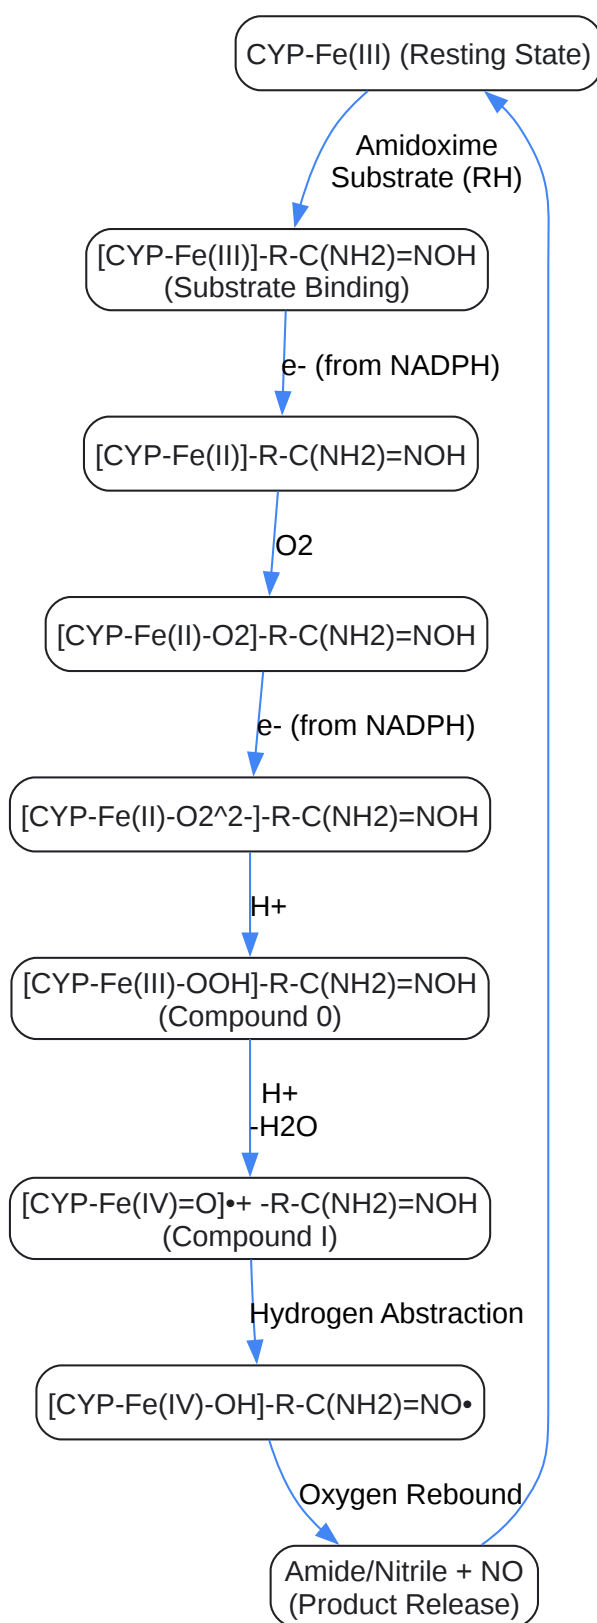 CYP-Fe(III) (Resting State)
Amidoxime
Substrate (RH)
[CYP-Fe(III)]-R-C(NH2)=NOH
(Substrate Binding)
e- (from NADPH)
[CYP-Fe(II)]-R-C(NH2)=NOH
O2
[CYP-Fe(II)-O2]-R-C(NH2)=NOH
e- (from NADPH)
[CYP-Fe(II)-O2^2-]-R-C(NH2)=NOH
H+
[CYP-Fe(III)-OOH]-R-C(NH2)=NOH
(Compound 0)
H+
-H2O
[CYP-Fe(IV)=O]•+ -R-C(NH2)=NOH
(Compound I)
Hydrogen Abstraction
[CYP-Fe(IV)-OH]-R-C(NH2)=NO•
Oxygen Rebound
Amide/Nitrile + NO
(Product Release)